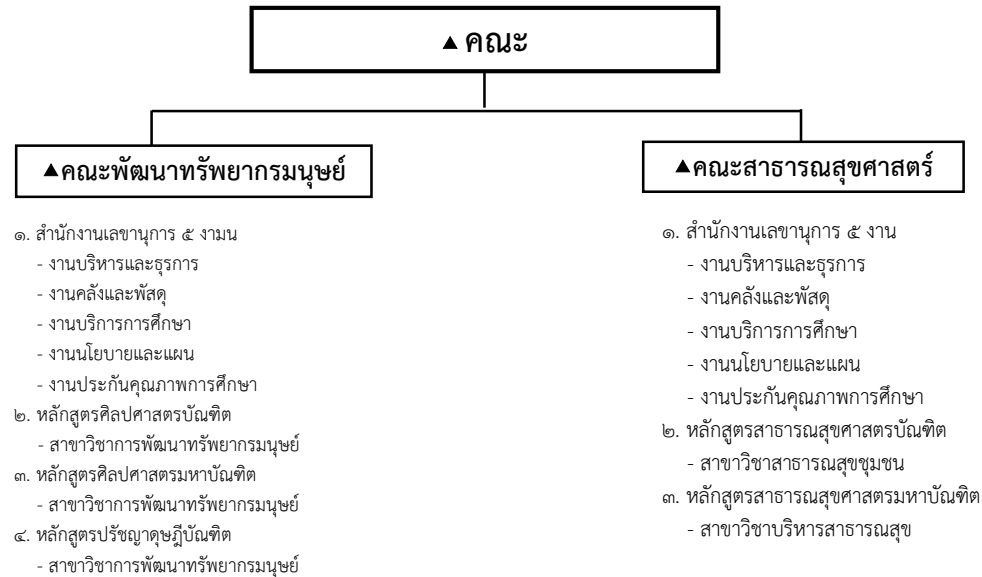 ▲คณะ
▲คณะพัฒนาทรัพยากรมนุษย์
๑. สำนักงานเลขานุการ ๕ งามน
- งานบริหารและธุรการ
- งานคลังและพัสดุ
- งานบริการการศึกษา
- งานนโยบายและแผน
- งานประกันคุณภาพการศึกษา
๒. หลักสูตรศิลปศาสตรบัณฑิต
- สาขาวิชาการพัฒนาทรัพยากรมนุษย์
๓. หลักสูตรศิลปศาสตรมหาบัณฑิต
- สาขาวิชาการพัฒนาทรัพยากรมนุษย์
๔. หลักสูตรปรัชญาดุษฎีบัณฑิต
- สาขาวิชาการพัฒนาทรัพยากรมนุษย์
▲คณะสาธารณสุขศาสตร์
๑. สำนักงานเลขานุการ ๕ งาน
- งานบริหารและธุรการ
- งานคลังและพัสดุ
- งานบริการการศึกษา
- งานนโยบายและแผน
- งานประกันคุณภาพการศึกษา
๒. หลักสูตรสาธารณสุขศาสตรบัณฑิต
- สาขาวิชาสาธารณสุขชุมชน
๓. หลักสูตรสาธารณสุขศาสตรมหาบัณฑิต
- สาขาวิชาบริหารสาธารณสุข